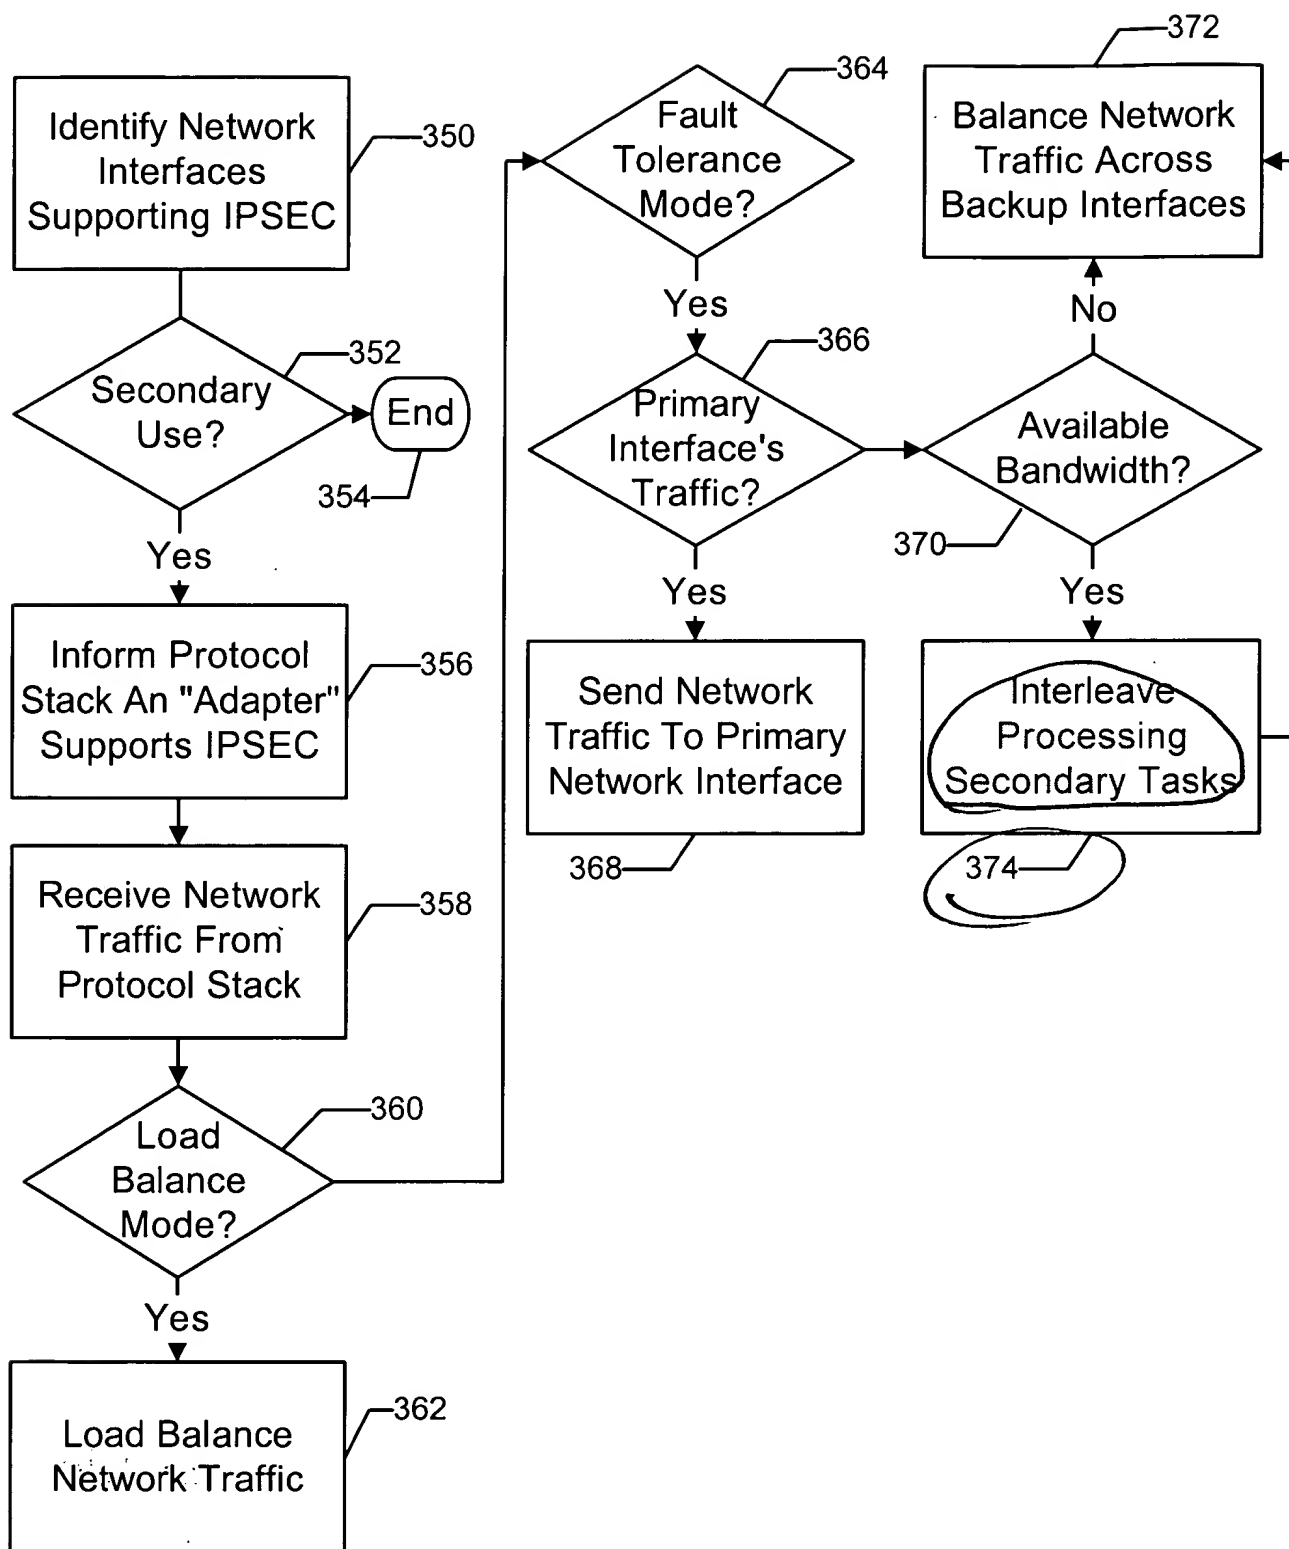 Identify Network
Interfaces
Supporting IPSEC
350
Secondary
Use?
352
End
354
Yes
Inform Protocol
Stack An "Adapter"
Supports IPSEC
356
Receive Network
Traffic From
Protocol Stack
358
Load
Balance
Mode?
360
Yes
Load Balance
Network Traffic
362
Fault
Tolerance
Mode?
364
Yes
Primary
Interface's
Traffic?
366
Yes
Send Network
Traffic To Primary
Network Interface
368
Balance Network
Traffic Across
Backup Interfaces
372
No
Available
Bandwidth?
370
Yes
Interleave
Processing
Secondary Tasks
374